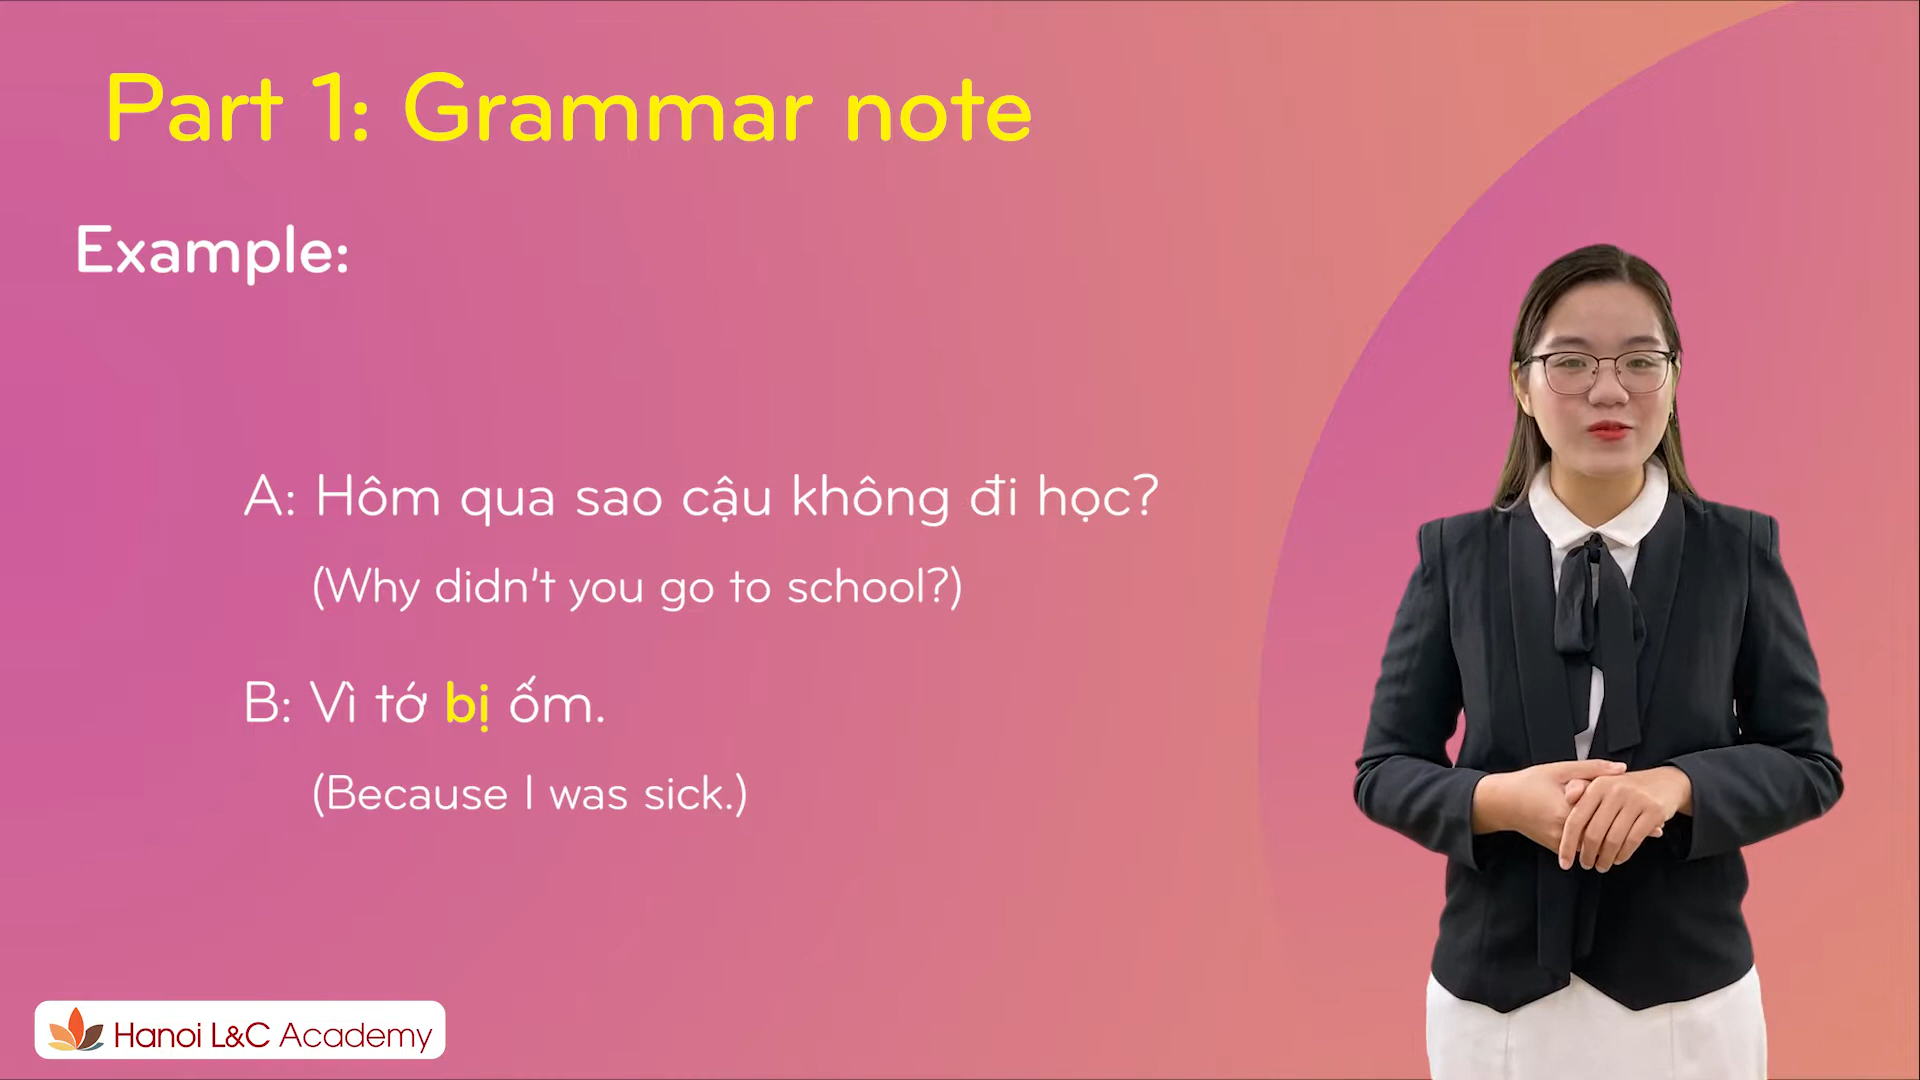 Part 1: Grammar note
Example:
A: Hôm qua sao cậu không đi học?
(Why didn't you go to school?)
B: Vì tớ bị ốm.
(Because I was sick.)
Hanoi L&C Academy